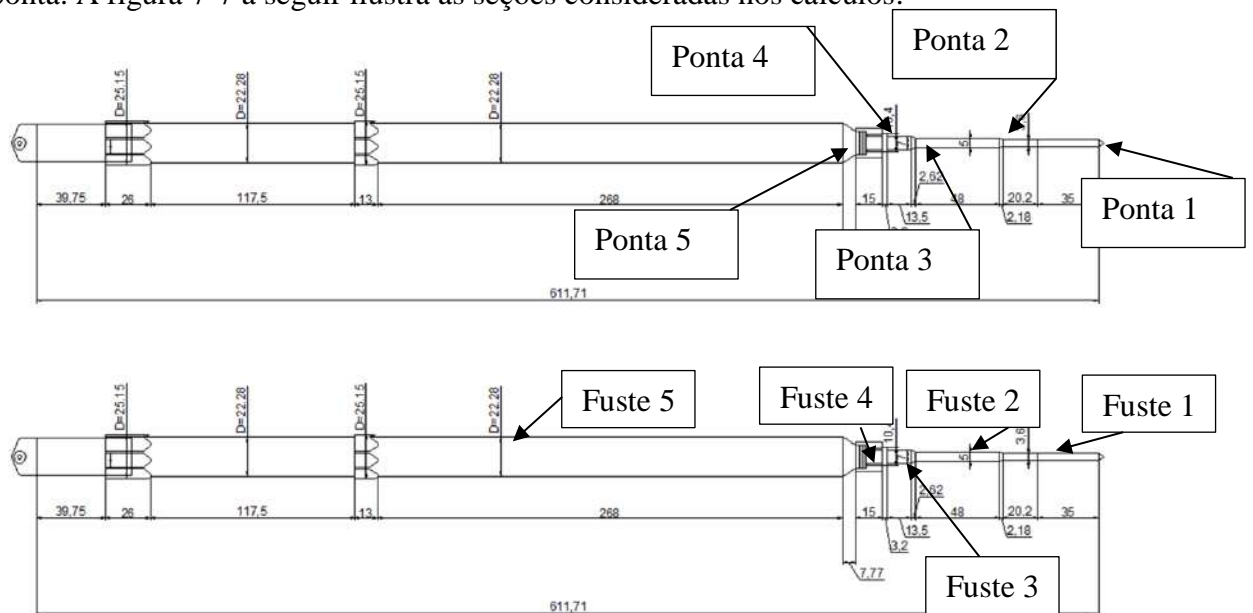 ponta. A figura 7-7 a seguir ilustra as seções consideradas nos cálculos.
Ponta 2
Ponta 4
D=25,15
D=22,28
D=25,15
D=22,28
5
2,62
39,75
26
117,5
13
268
15
13,5
48
20,2
2,18
35
Ponta 1
Ponta 5
Ponta 3
611,71
Fuste 5
Fuste 4
Fuste 2
Fuste 1
D=25,15
D=22,28
D=25,15
D=22,28
5
2,62
39,75
26
117,5
13
268
15
3,2
13,5
48
20,2
2,18
35
7,77
Fuste 3
611,71